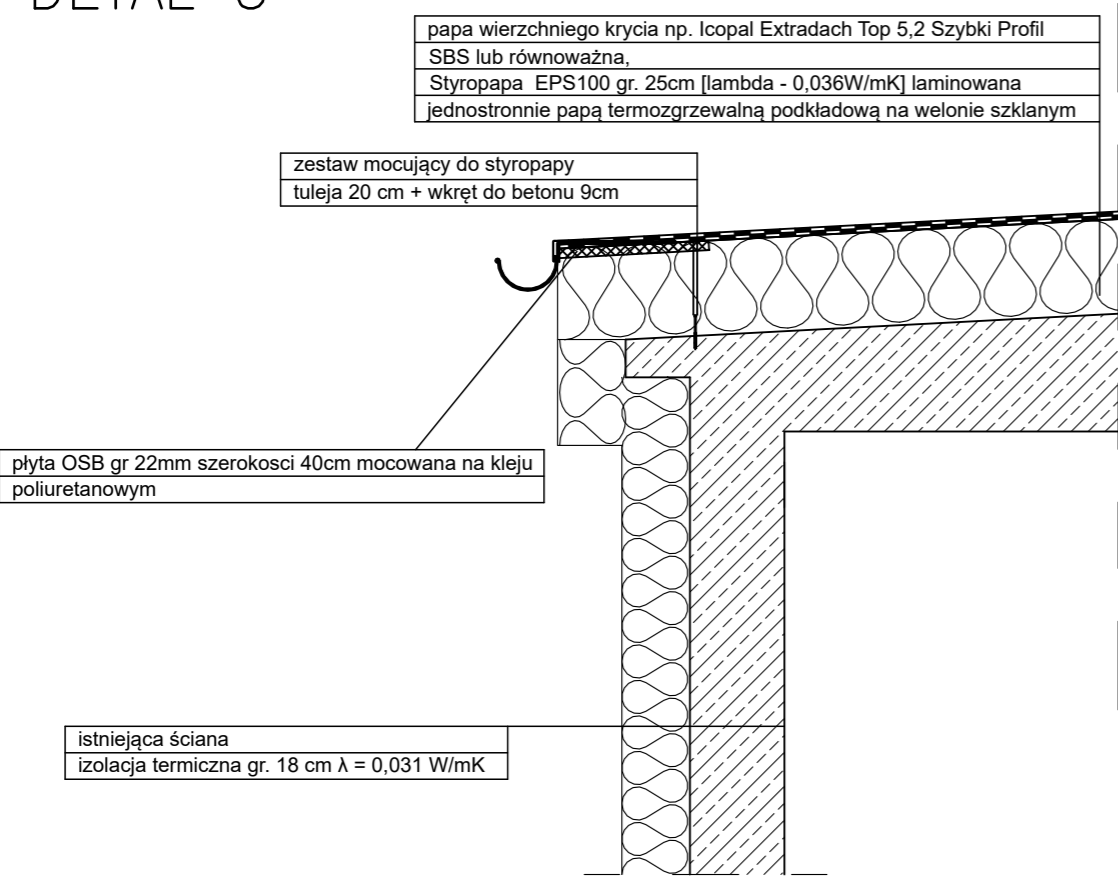 papa wierzchniego krycia np. Icopal Extradach Top 5,2 Szybki Profil
SBS lub równoważna,
Styropapa EPS100 gr. 25cm [lambda - 0,036W/mK] laminowana
jednostronnie papą termozgrzewalną podkładową na welonie szklanym
zestaw mocujący do styropapy
tuleja 20 cm + wkręt do betonu 9cm
płyta OSB gr 22mm szerokosci 40cm mocowana na kleju
poliuretanowym
istniejąca ściana
izolacja termiczna gr. 18 cm λ = 0,031 W/mK